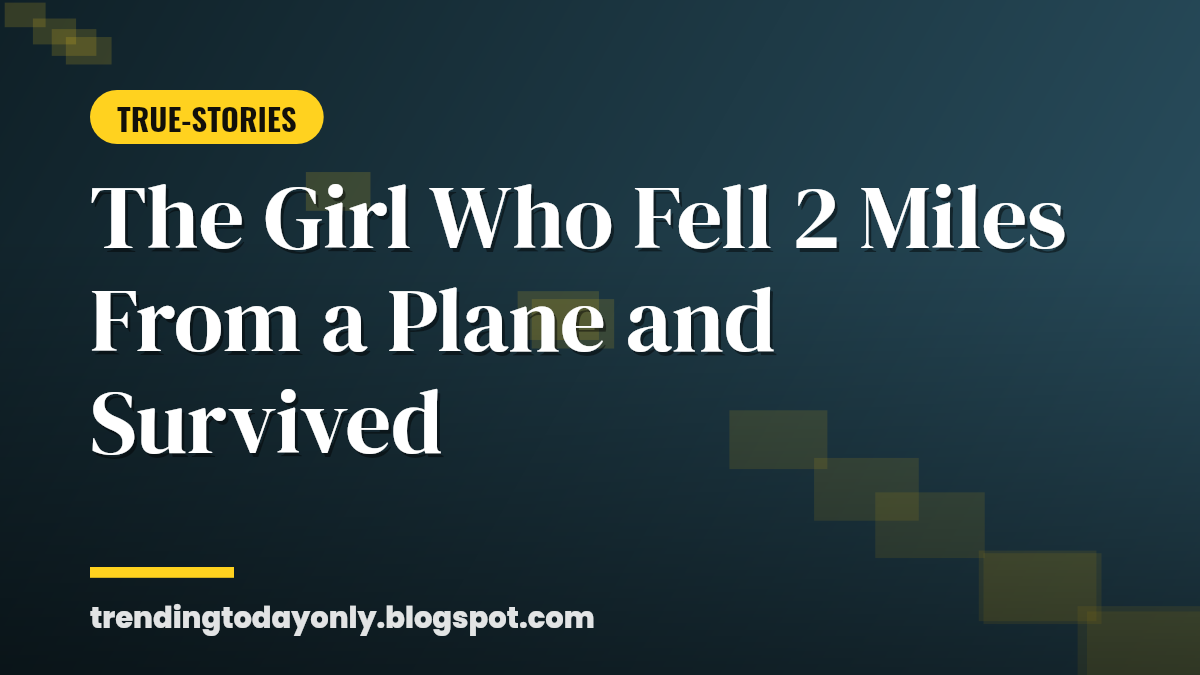 TRUE-STORIES
The Girl Who Fell 2 Miles
From a Plane and
Survived
trendingtodayonly.blogspot.com